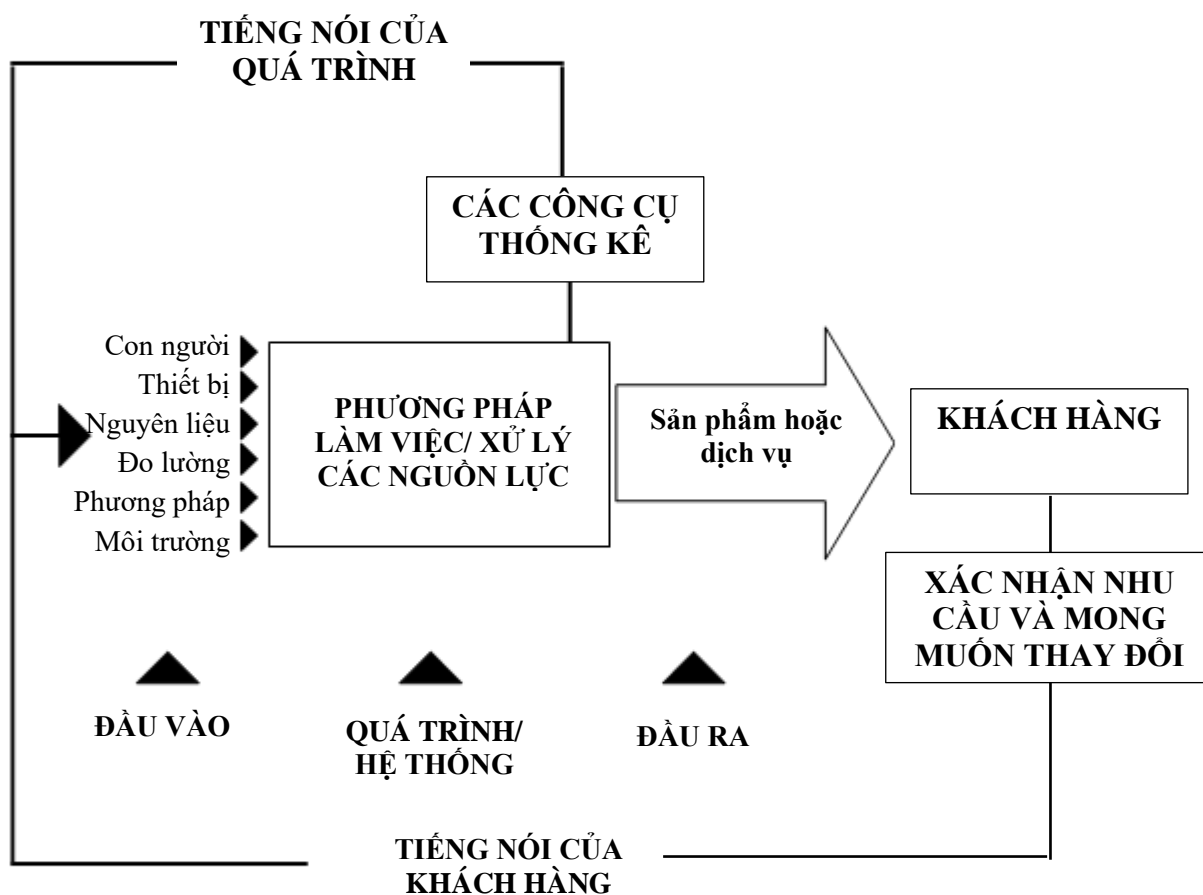 TIẾNG NÓI CỦA
QUÁ TRÌNH
CÁC CÔNG CỤ
THỐNG KÊ
Con người
Thiết bị
Nguyên liệu
Đo lường
Phương pháp
Môi trường
PHƯƠNG PHÁP
LÀM VIỆC/ XỬ LÝ
CÁC NGUỒN LỰC
Sản phẩm hoặc
dịch vụ
KHÁCH HÀNG
XÁC NHẬN NHU
CẦU VÀ MONG
MUỐN THAY ĐỔI
ĐẦU VÀO
QUÁ TRÌNH/
HỆ THỐNG
ĐẦU RA
TIẾNG NÓI CỦA
KHÁCH HÀNG